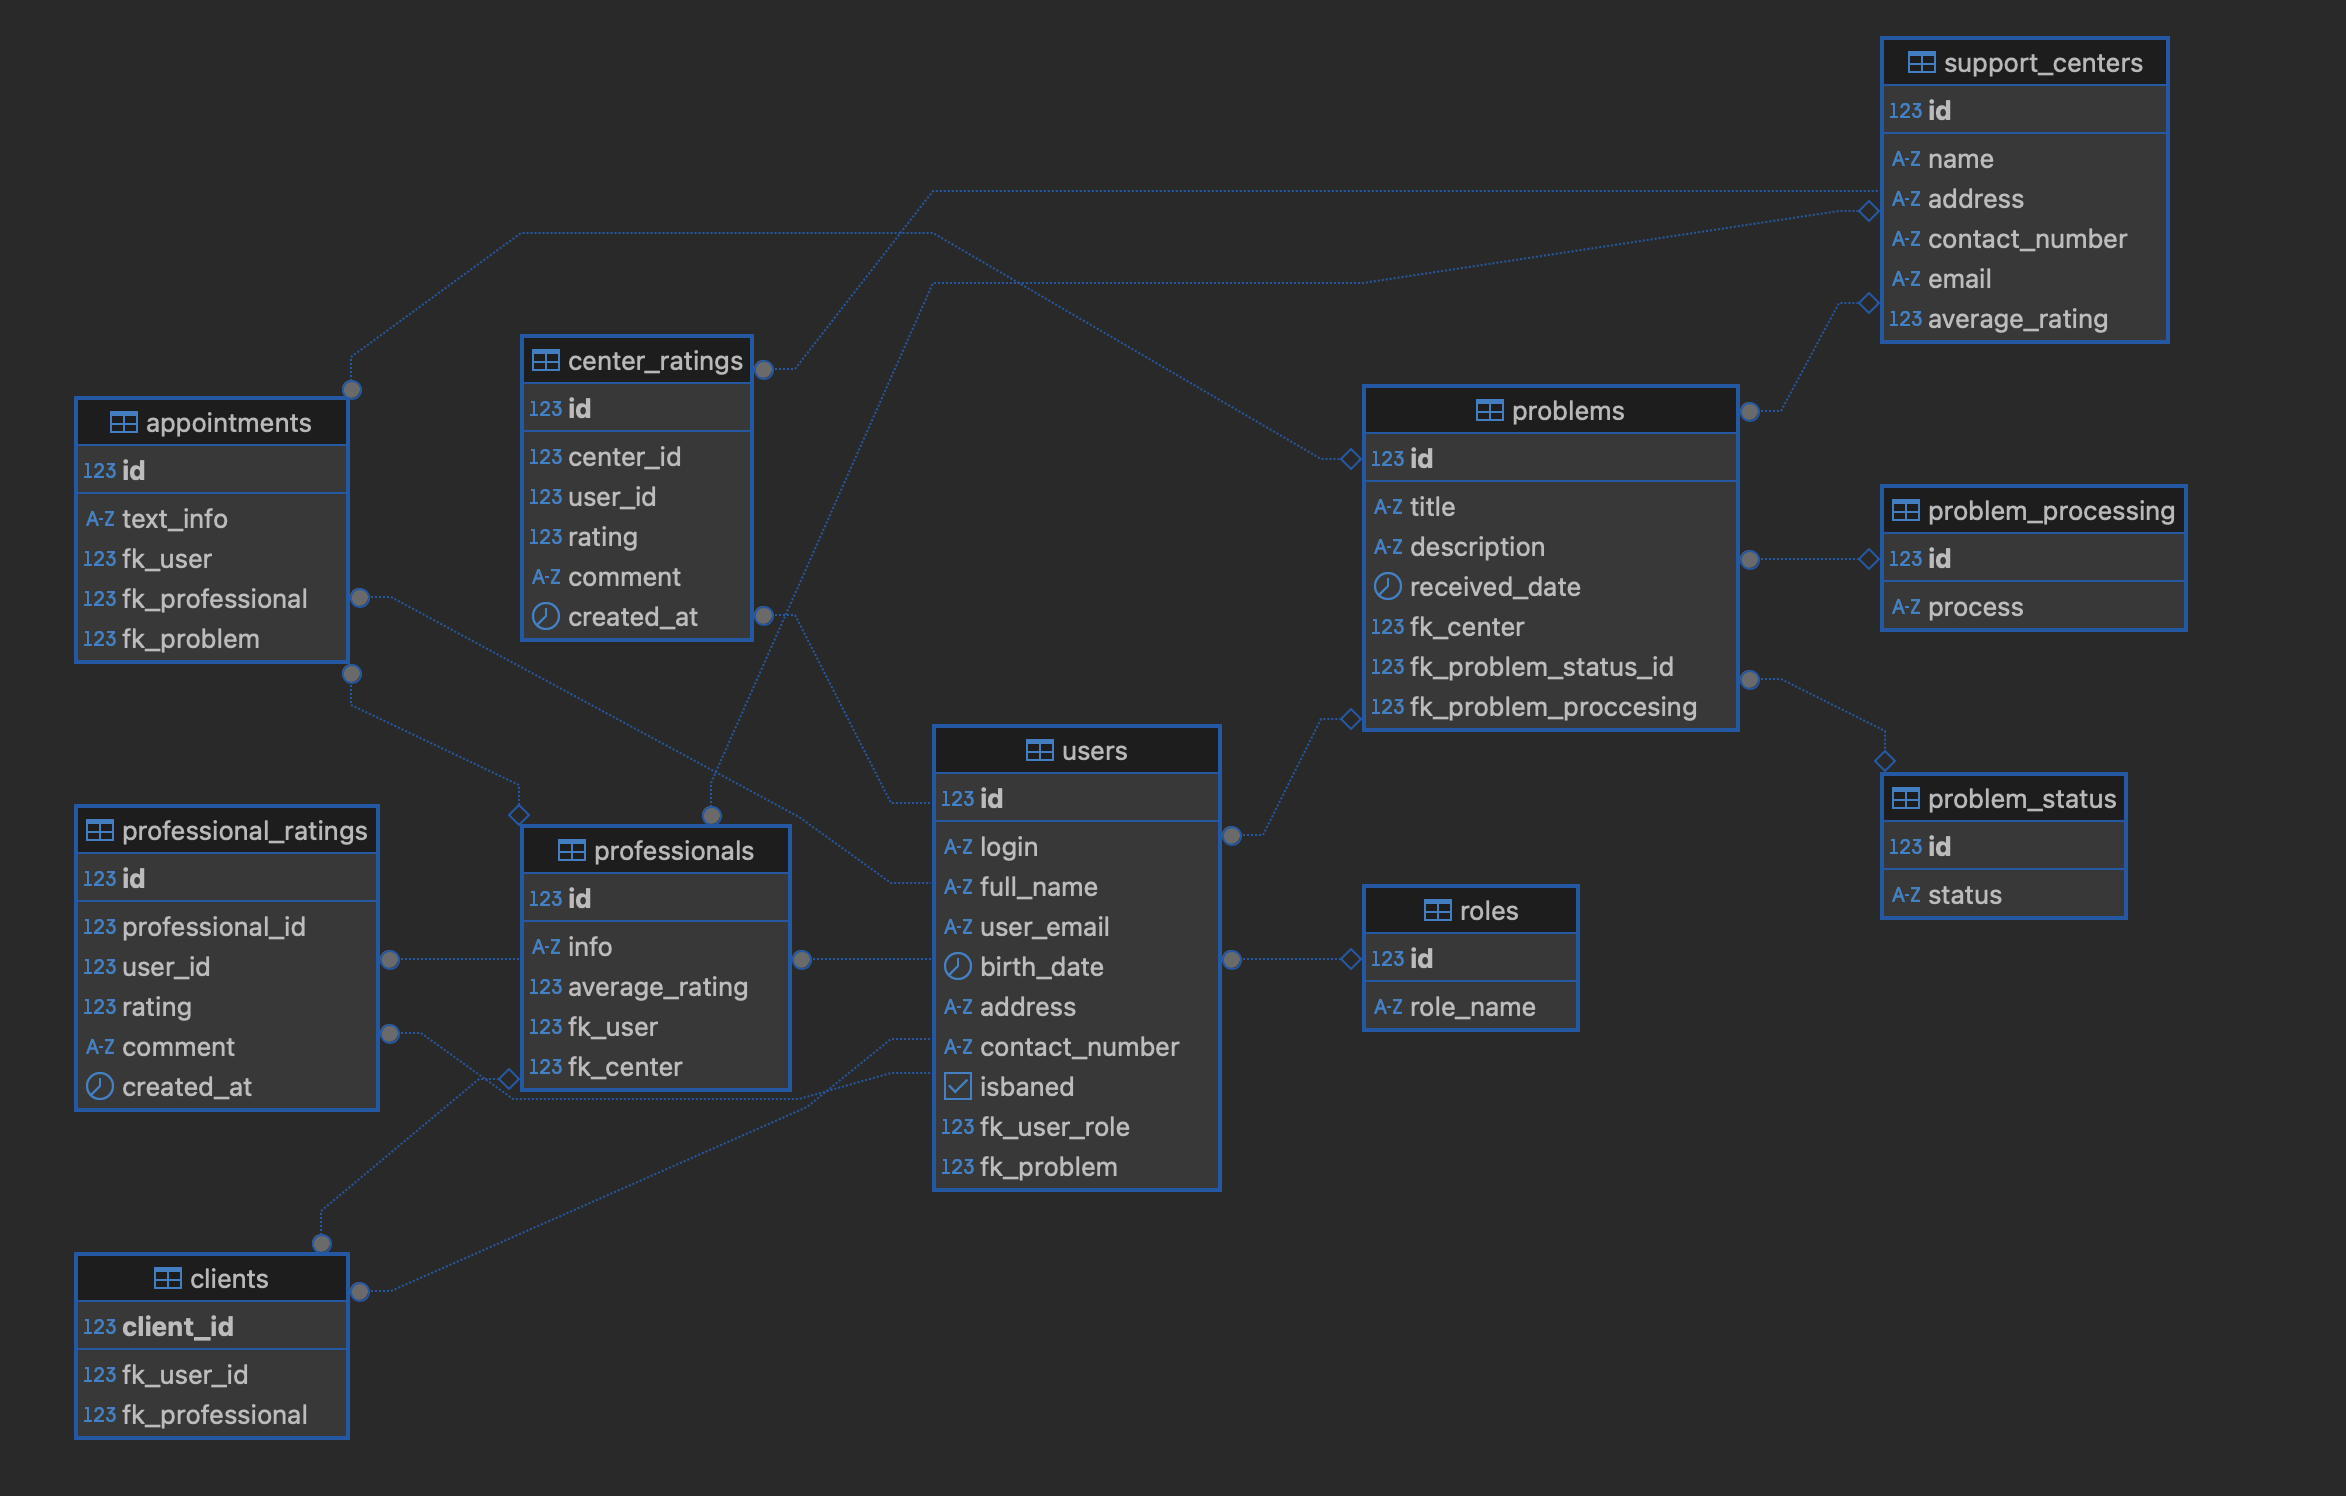 support_centers
123 id
A-Z name
A-Z address
A-Z contact_number
A-Z email
123 average_rating
center_ratings
123 id
123 center_id
123 user_id
123 rating
A-Z comment
created_at
appointments
123 id
A-Z text_info
123 fk_user
123 fk_professional
123 fk_problem
problems
123 id
A-Z title
A-Z description
received_date
123 fk_center
123 fk_problem_status_id
123 fk_problem_proccesing
problem_processing
123 id
A-Z process
problem_status
123 id
A-Z status
users
123 id
A-Z login
A-Z full_name
A-Z user_email
birth_date
A-Z address
A-Z contact_number
isbaned
123 fk_user_role
123 fk_problem
roles
123 id
A-Z role_name
professional_ratings
123 id
123 professional_id
123 user_id
123 rating
A-Z comment
created_at
professionals
123 id
A-Z info
123 average_rating
123 fk_user
123 fk_center
clients
123 client_id
123 fk_user_id
123 fk_professional